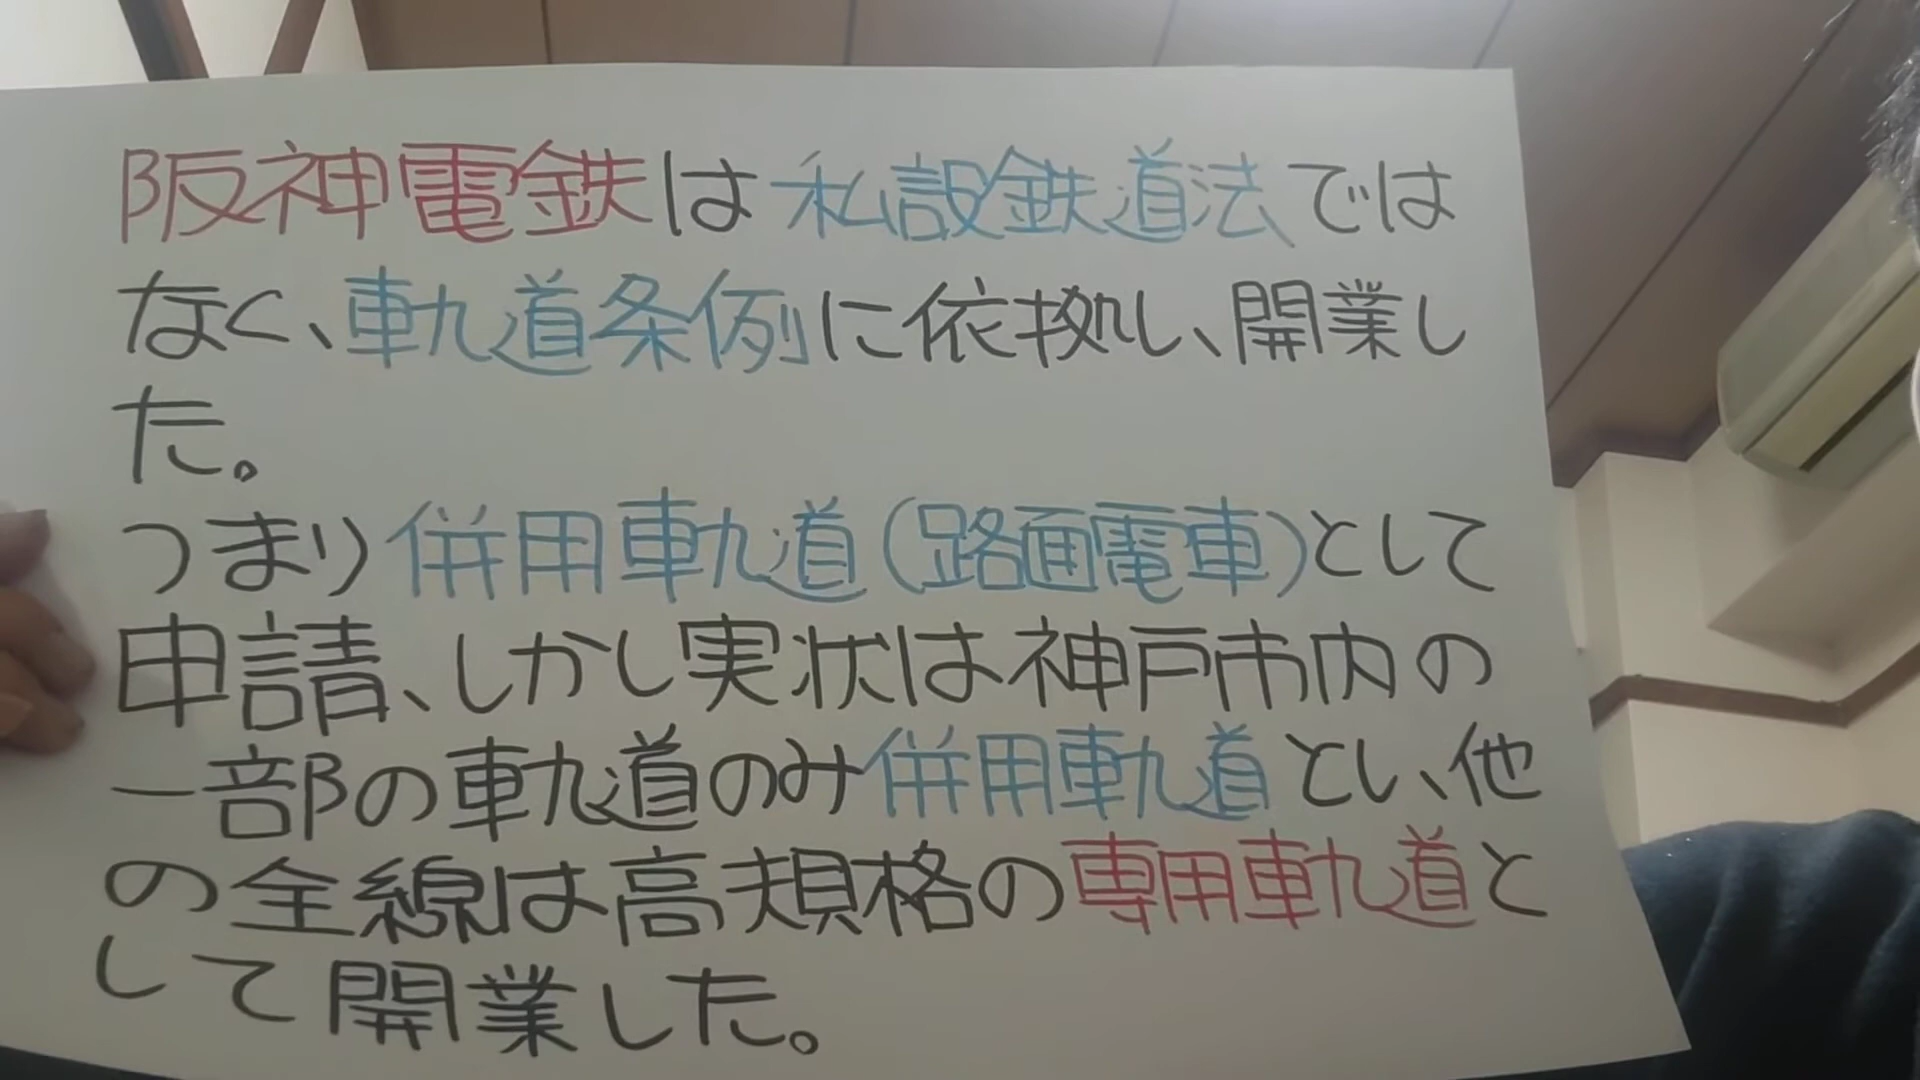 阪神電鉄は私設鉄道法では
なく、軌道条例に依拠し、開業し
た。
つまり併用軌道(路面電車)として
申請、しかし実状は神戸市内の
一部の軌道のみ併用軌道とし、他
の全線は高規格の専用軌道と
して開業した。